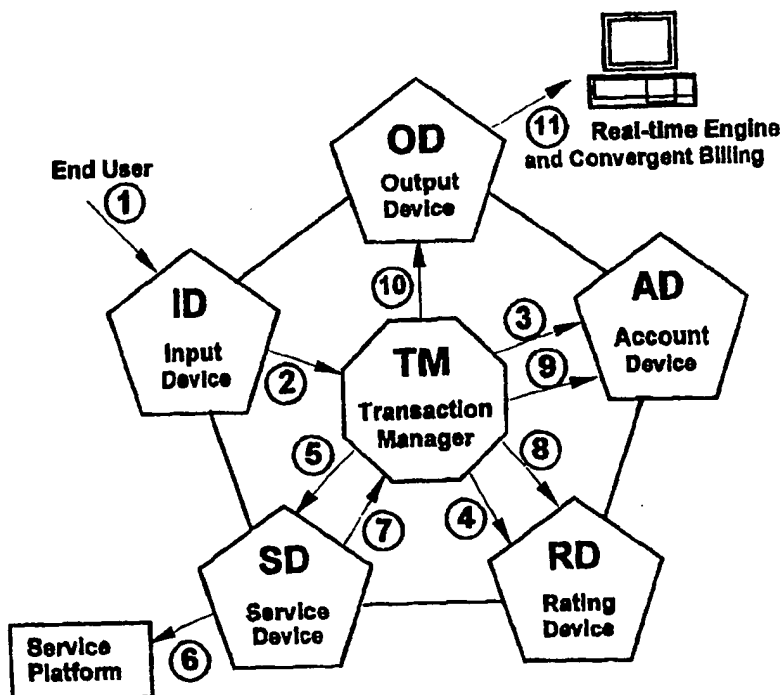 11
Real-time Engine
and Convergent Billing
OD
Output
Device
End User
1
ID
Input
Device
10
3
AD
Account
Device
2
TM
Transaction
Manager
9
5
8
7
4
SD
Service
Device
RD
Rating
Device
6
Service
Platform